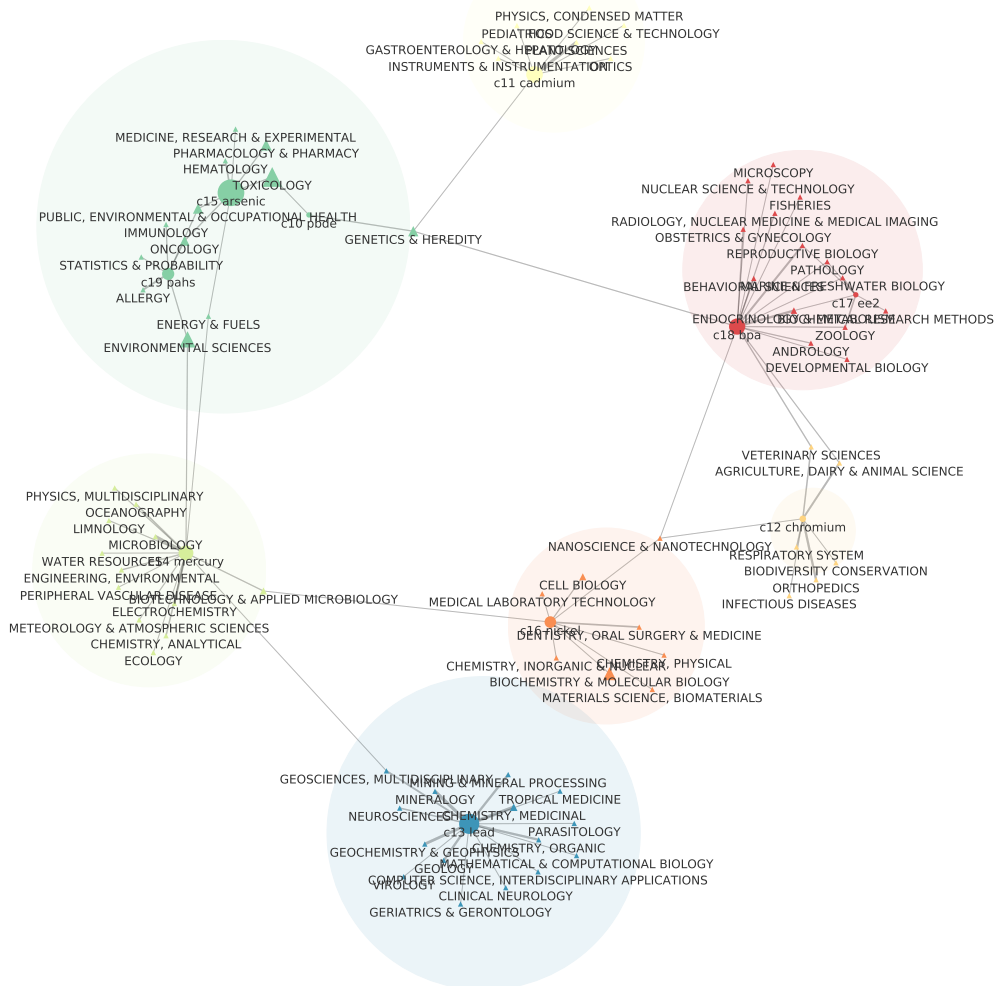 PHYSICS, CONDENSED MATTER
PEDIATRICS
FOOD SCIENCE & TECHNOLOGY
GASTROENTEROLOGY & HEPATOLOGY
PLANT SCIENCES
INSTRUMENTS & INSTRUMENTATION
OPTICS
c11 cadmium
MEDICINE, RESEARCH & EXPERIMENTAL
PHARMACOLOGY & PHARMACY
HEMATOLOGY
TOXICOLOGY
c15 arsenic
PUBLIC, ENVIRONMENTAL & OCCUPATIONAL HEALTH
c10 pbde
IMMUNOLOGY
ONCOLOGY
STATISTICS & PROBABILITY
c19 pahs
ALLERGY
ENERGY & FUELS
ENVIRONMENTAL SCIENCES
GENETICS & HEREDITY
MICROSCOPY
NUCLEAR SCIENCE & TECHNOLOGY
FISHERIES
RADIOLOGY, NUCLEAR MEDICINE & MEDICAL IMAGING
OBSTETRICS & GYNECOLOGY
REPRODUCTIVE BIOLOGY
PATHOLOGY
BEHAVIORAL SCIENCES
MARINE & FRESHWATER BIOLOGY
c17 ee2
ENDOCRINOLOGY & METABOLISM
BIOCHEMICAL RESEARCH METHODS
c18 bpa
ZOOLOGY
ANDROLOGY
DEVELOPMENTAL BIOLOGY
VETERINARY SCIENCES
AGRICULTURE, DAIRY & ANIMAL SCIENCE
c12 chromium
RESPIRATORY SYSTEM
BIODIVERSITY CONSERVATION
ORTHOPEDICS
INFECTIOUS DISEASES
PHYSICS, MULTIDISCIPLINARY
OCEANOGRAPHY
LIMNOLOGY
MICROBIOLOGY
WATER RESOURCES
c14 mercury
ENGINEERING, ENVIRONMENTAL
PERIPHERAL VASCULAR DISEASE
BIOTECHNOLOGY & APPLIED MICROBIOLOGY
ELECTROCHEMISTRY
METEOROLOGY & ATMOSPHERIC SCIENCES
CHEMISTRY, ANALYTICAL
ECOLOGY
NANOSCIENCE & NANOTECHNOLOGY
CELL BIOLOGY
MEDICAL LABORATORY TECHNOLOGY
c16 nickel
DENTISTRY, ORAL SURGERY & MEDICINE
CHEMISTRY, INORGANIC & NUCLEAR
CHEMISTRY, PHYSICAL
BIOCHEMISTRY & MOLECULAR BIOLOGY
MATERIALS SCIENCE, BIOMATERIALS
GEOSCIENCES, MULTIDISCIPLINARY
MINING & MINERAL PROCESSING
MINERALOGY
TROPICAL MEDICINE
NEUROSCIENCES
CHEMISTRY, MEDICINAL
c13 lead
PARASITOLOGY
CHEMISTRY, ORGANIC
GEOCHEMISTRY & GEOPHYSICS
MATHEMATICAL & COMPUTATIONAL BIOLOGY
GEOLOGY
COMPUTER SCIENCE, INTERDISCIPLINARY APPLICATIONS
VIROLOGY
CLINICAL NEUROLOGY
GERIATRICS & GERONTOLOGY